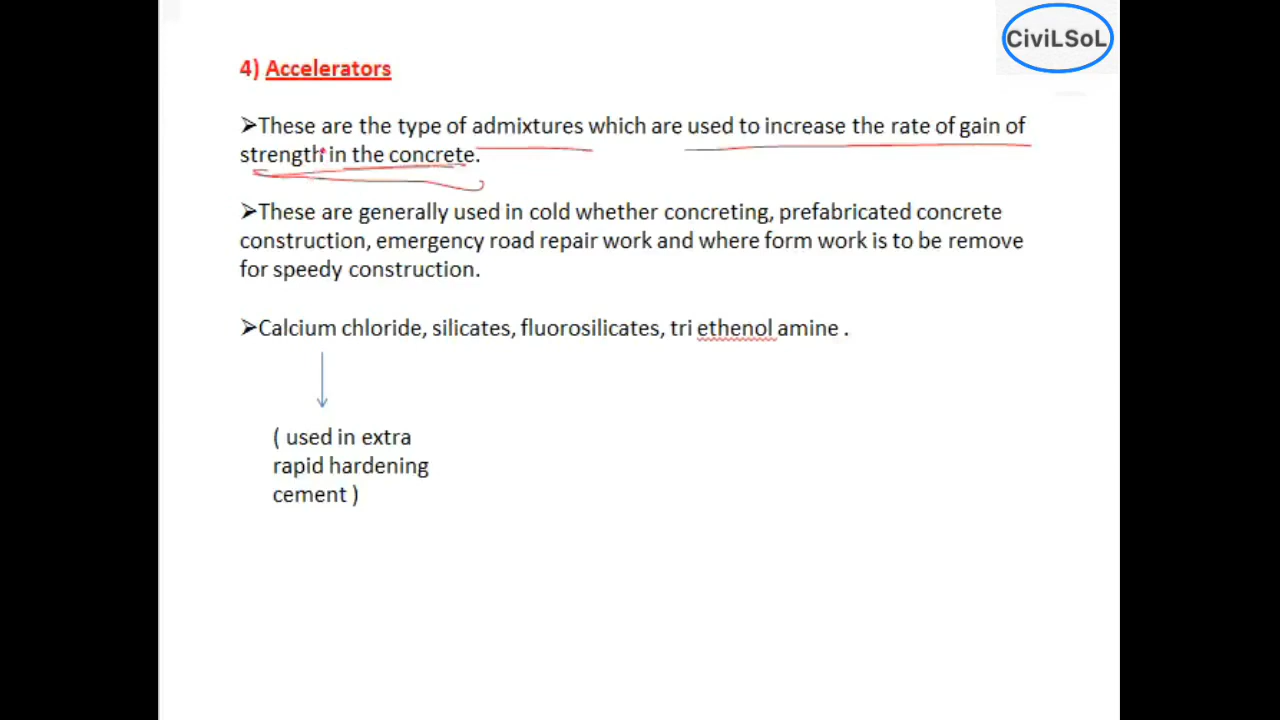 CiviLSoL
4) Accelerators
➢These are the type of admixtures which are used to increase the rate of gain of
strength in the concrete.
➢These are generally used in cold whether concreting, prefabricated concrete
construction, emergency road repair work and where form work is to be remove
for speedy construction.
➢Calcium chloride, silicates, fluorosilicates, tri ethenol amine .
( used in extra
rapid hardening
cement )